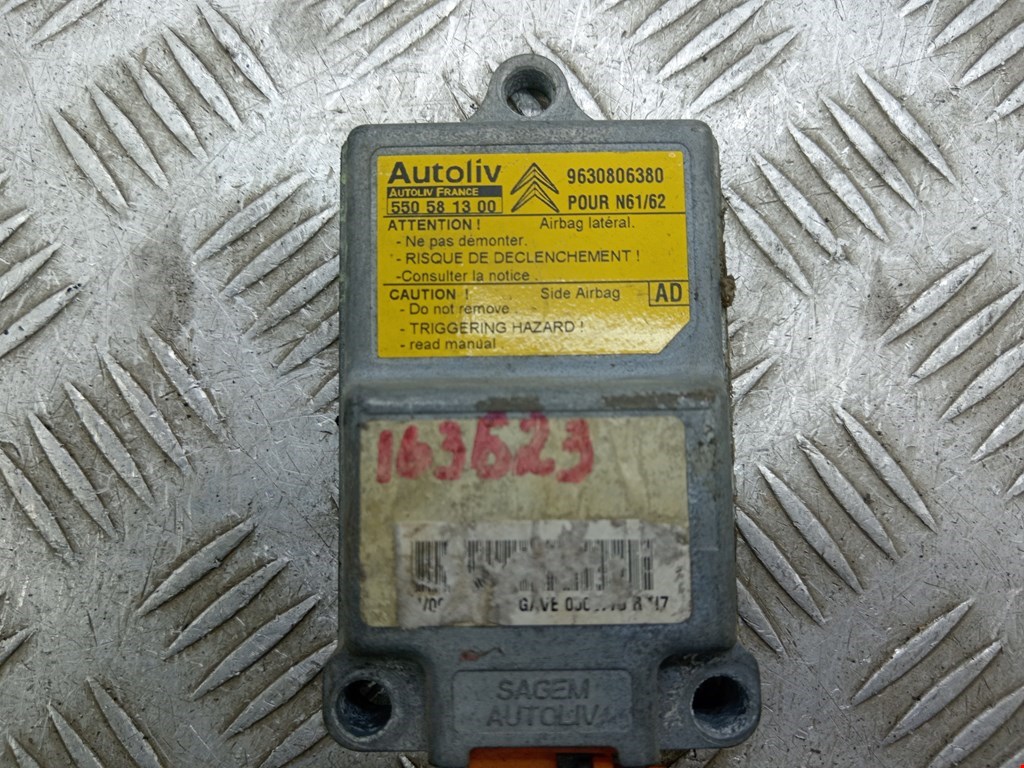 Autoliv
AUTOLIV FRANCE
550 58 13 00
9630806380
POUR N61/62
ATTENTION ! Airbag latéral.
- Ne pas démonter.
- RISQUE DE DECLENCHEMENT !
-Consulter la notice
CAUTION ! Side Airbag AD
- Do not remove
- TRIGGERING HAZARD !
- read manual
163623
SAGEM
AUTOLIV